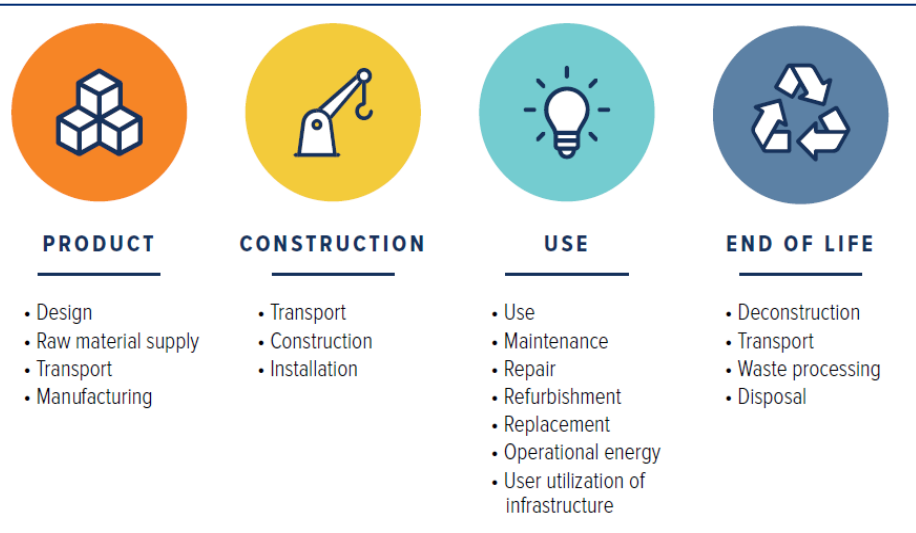 PRODUCT
• Design
• Raw material supply
• Transport
• Manufacturing
CONSTRUCTION
• Transport
• Construction
• Installation
USE
• Use
• Maintenance
• Repair
• Refurbishment
• Replacement
• Operational energy
• User utilization of
infrastructure
END OF LIFE
• Deconstruction
• Transport
• Waste processing
• Disposal